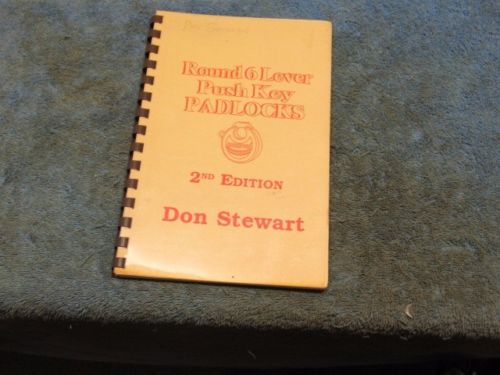 Round 6 Lever
Push Key
PADLOCKS
2ND EDITION
Don Stewart